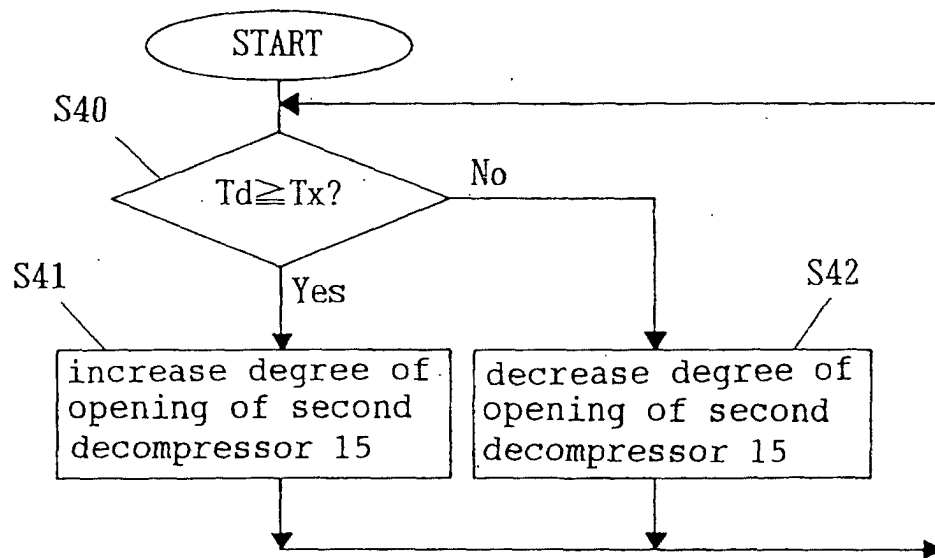 START
S40
Td≧Tx?
No
S41
Yes
S42
increase degree of
opening of second
decompressor 15
decrease degree of
opening of second
decompressor 15